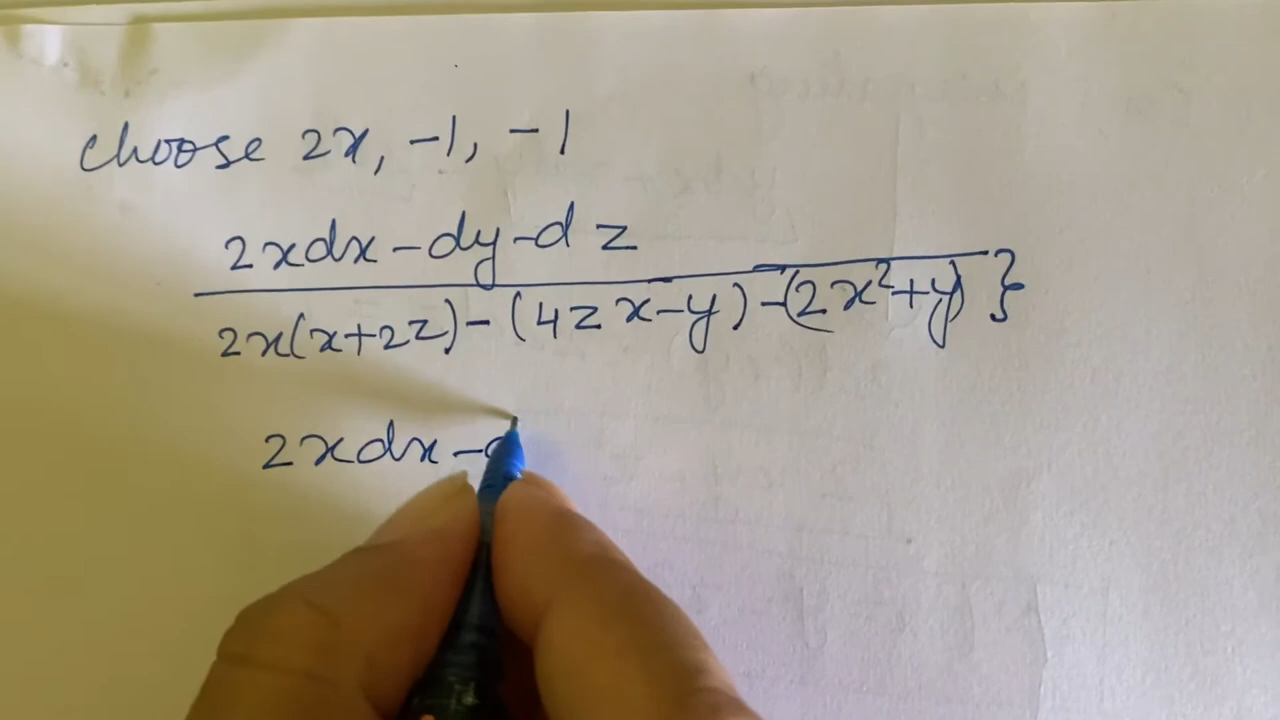 choose 2x, -1, -1
2xdx-dy-dz
2x(x+2z)-(4zx-y)-(2x²+y)}
2xdx-